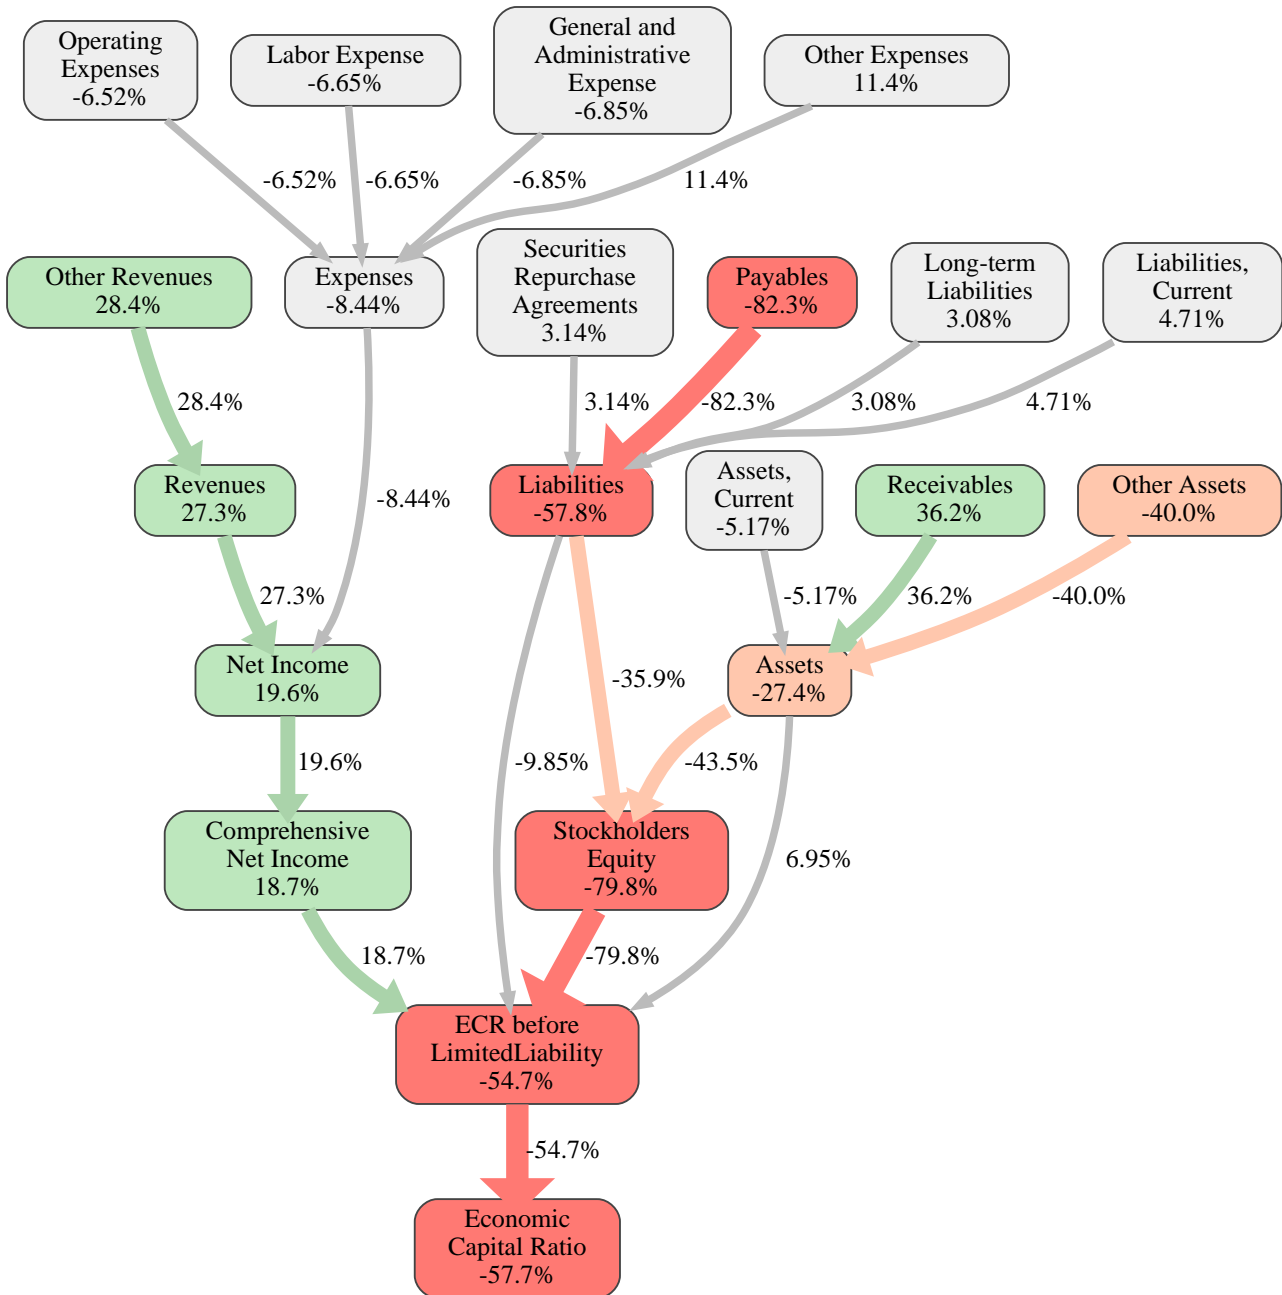 Operating
Expenses
-6.52%
Labor Expense
-6.65%
General and
Administrative
Expense
-6.85%
Other Expenses
11.4%
-6.52%
-6.65%
-6.85%
11.4%
Other Revenues
28.4%
Expenses
-8.44%
Securities
Repurchase
Agreements
3.14%
Payables
-82.3%
Long-term
Liabilities
3.08%
Liabilities,
Current
4.71%
28.4%
3.14%
-82.3%
3.08%
4.71%
Revenues
27.3%
-8.44%
Liabilities
-57.8%
Assets,
Current
-5.17%
Receivables
36.2%
Other Assets
-40.0%
27.3%
-5.17%
36.2%
-40.0%
Net Income
19.6%
-35.9%
Assets
-27.4%
19.6%
-9.85%
-43.5%
Comprehensive
Net Income
18.7%
Stockholders
Equity
-79.8%
6.95%
18.7%
-79.8%
ECR before
LimitedLiability
-54.7%
-54.7%
Economic
Capital Ratio
-57.7%